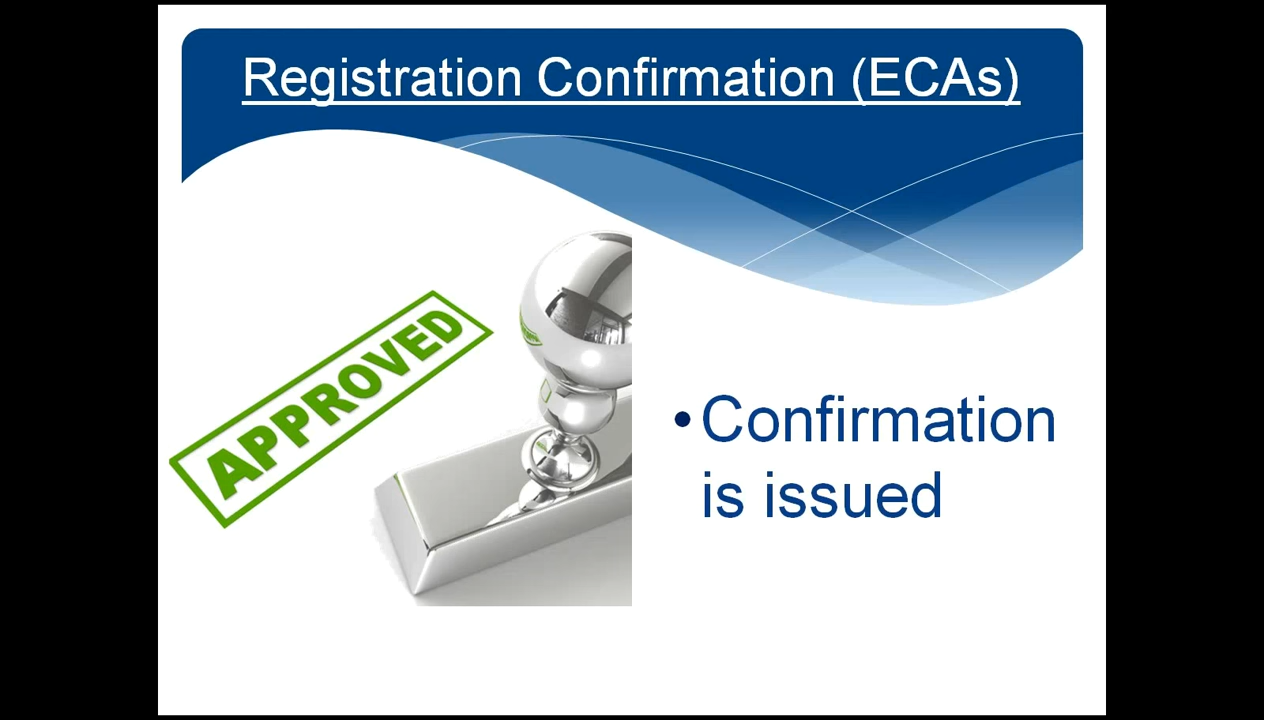 Registration Confirmation (ECAs)
APPROVED
• Confirmation
is issued